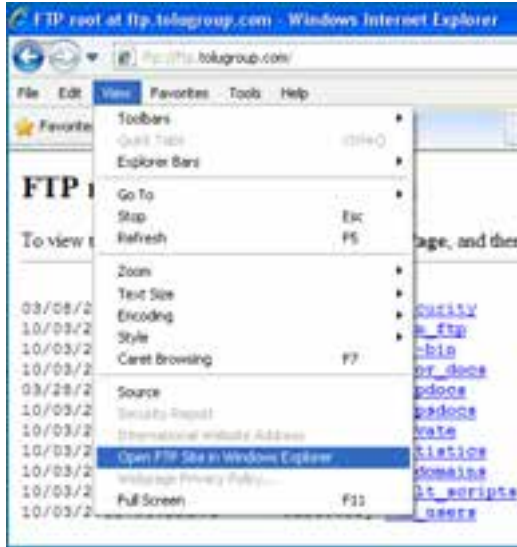 FTP root at ftp.tolugroup.com - Windows Internet Explorer
ftp://ftp.tolugroup.com/
File Edit View Favorites Tools Help
Favorite
Toolbars
Quick Tabs Ctrl+Q
Explorer Bars
Go To
Stop Esc
Refresh F5
Zoom
Text Size
Encoding
Style
Caret Browsing F7
Source
Security Report
International Website Address
Open FTP Site in Windows Explorer
Webpage Privacy Policy...
Full Screen F11
FTP
To view
age, and then
03/08/2 curity
10/03/2 _ftp
10/03/2 -bin
10/03/2 or_docs
03/28/2 pdocs
10/03/2 psdocs
10/03/2 vate
10/03/2 tistics
10/03/2 domains
10/03/2 lt_scripts
10/03/2 users